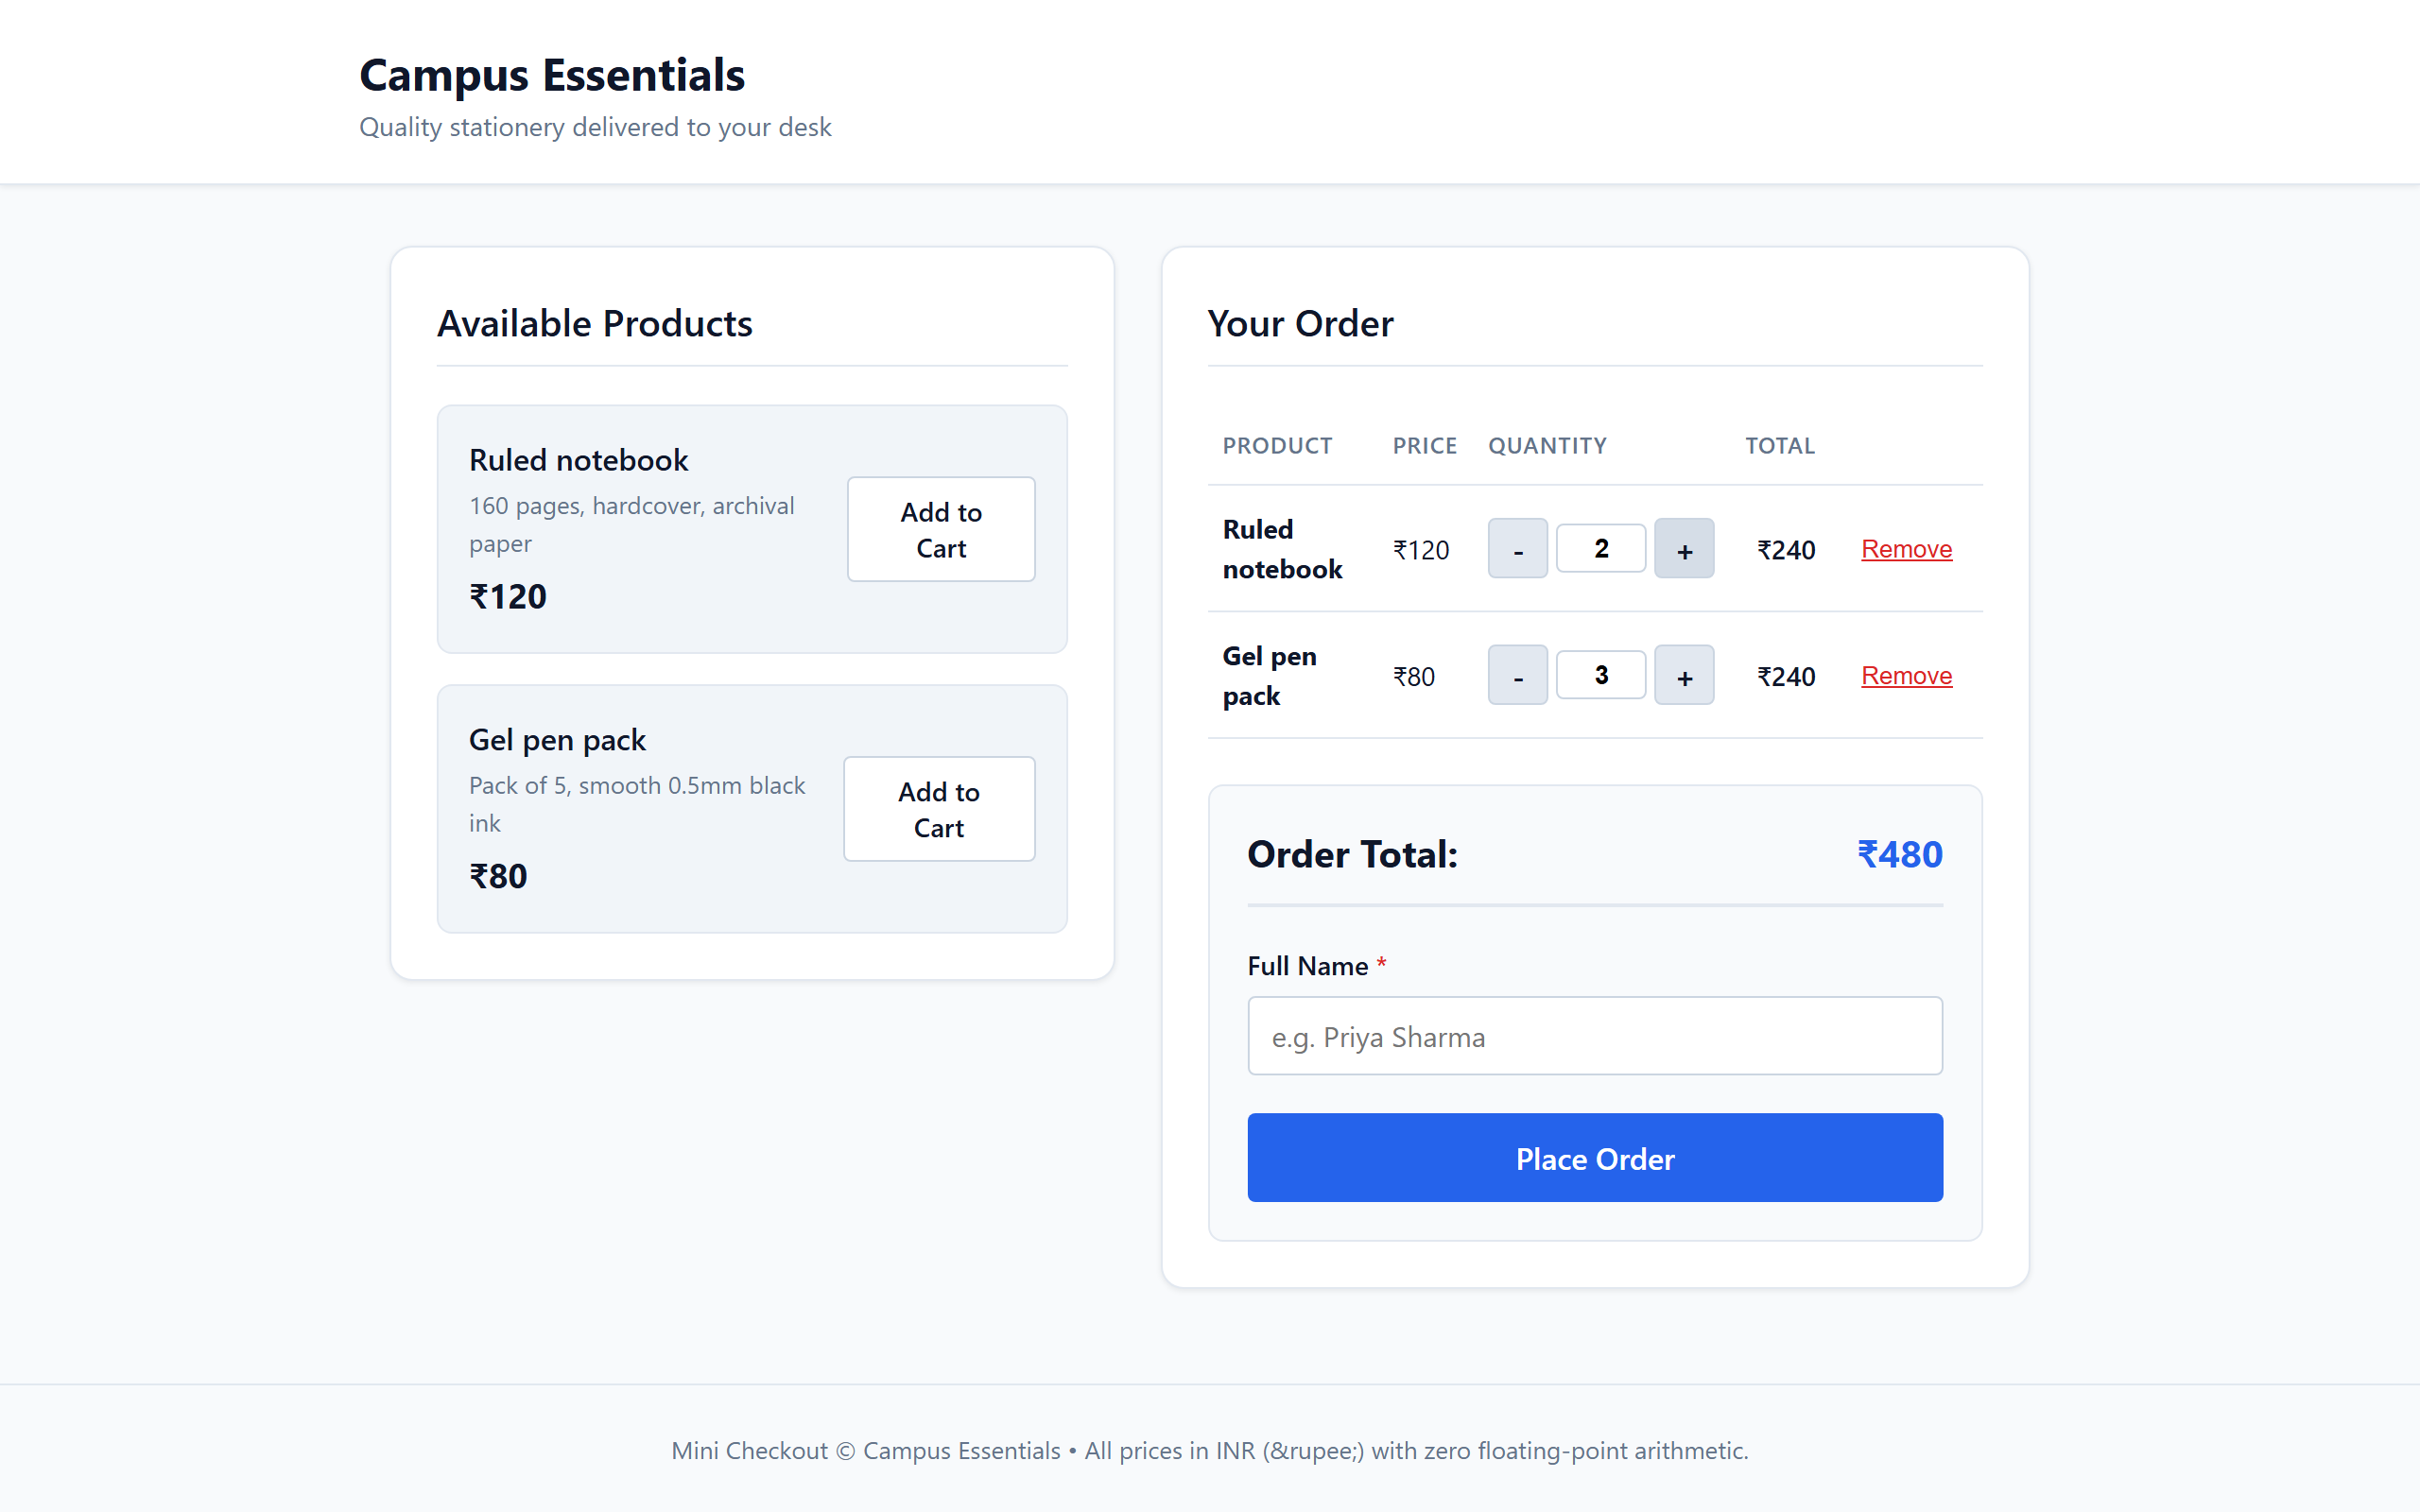 Campus Essentials
Quality stationery delivered to your desk
Available Products
Ruled notebook
160 pages, hardcover, archival
paper
₹120
Add to
Cart
Gel pen pack
Pack of 5, smooth 0.5mm black
ink
₹80
Add to
Cart
Your Order
PRODUCT PRICE QUANTITY TOTAL
Ruled
notebook
₹120 - 2 + ₹240 Remove
Gel pen
pack
₹80 - 3 + ₹240 Remove
Order Total: ₹480
Full Name *
e.g. Priya Sharma
Place Order
Mini Checkout © Campus Essentials • All prices in INR (&rupee;) with zero floating-point arithmetic.